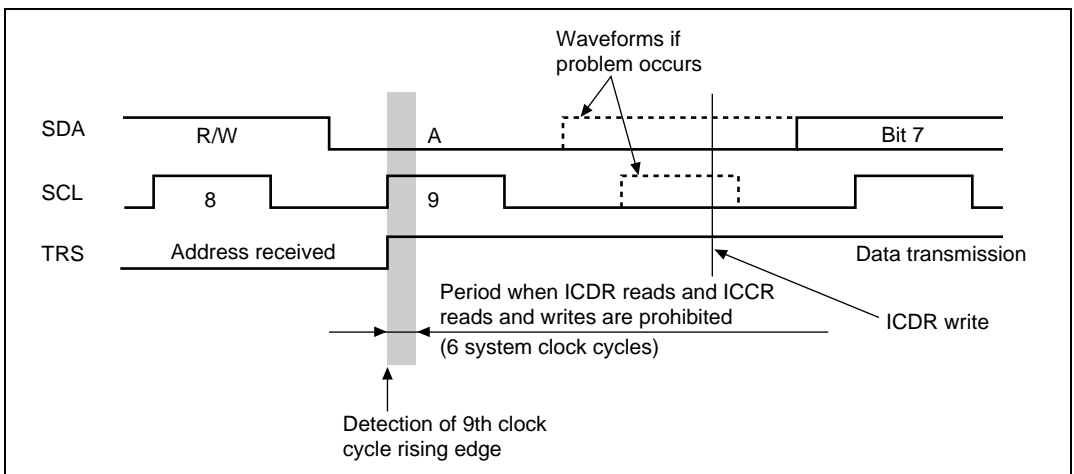 Waveforms if
problem occurs
SDA
R/W
A
Bit 7
SCL
8
9
TRS
Address received
Data transmission
Period when ICDR reads and ICCR
reads and writes are prohibited
(6 system clock cycles)
ICDR write
Detection of 9th clock
cycle rising edge